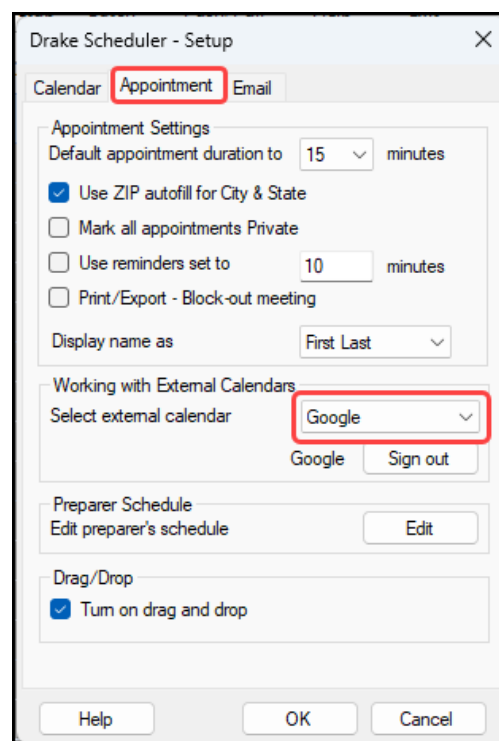 Drake Scheduler - Setup
Calendar Appointment Email
Appointment Settings
Default appointment duration to 15 minutes
Use ZIP autofill for City & State
Mark all appointments Private
Use reminders set to 10 minutes
Print/Export - Block-out meeting
Display name as First Last
Working with External Calendars
Select external calendar Google
Google Sign out
Preparer Schedule
Edit preparer's schedule Edit
Drag/Drop
Turn on drag and drop
Help OK Cancel